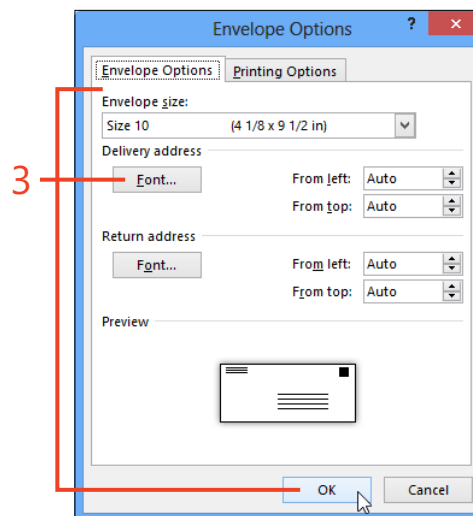 Envelope Options ? ×
Envelope Options Printing Options
Envelope size:
Size 10 (4 1/8 x 9 1/2 in)
Delivery address
3 Font... From left: Auto
From top: Auto
Return address
Font... From left: Auto
From top: Auto
Preview
OK Cancel